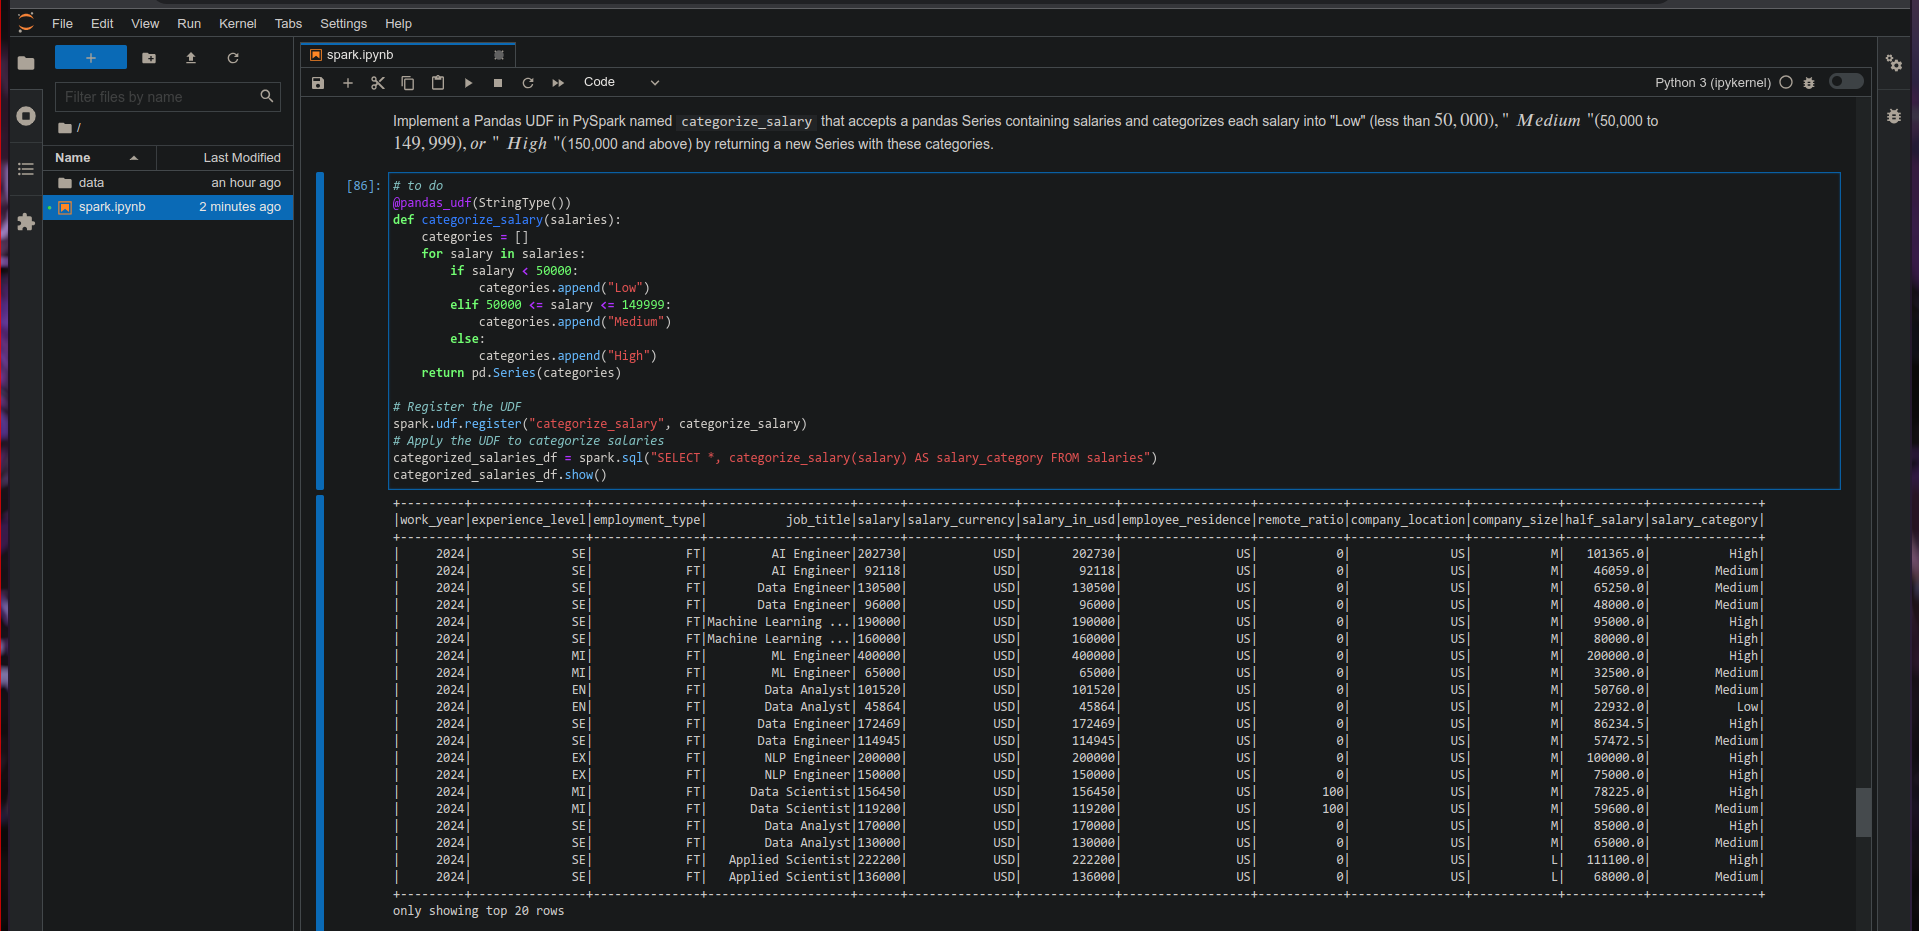 File Edit View Run Kernel Tabs Settings Help
+
Filter files by name
/
Name Last Modified
data an hour ago
spark.ipynb 2 minutes ago
spark.ipynb
Code
Python 3 (ipykernel)
Implement a Pandas UDF in PySpark named categorize_salary that accepts a pandas Series containing salaries and categorizes each salary into "Low" (less than 50,000), " Medium "(50,000 to
149,999), or " High "(150,000 and above) by returning a new Series with these categories.
[86]:
# to do
@pandas_udf(StringType())
def categorize_salary(salaries):
    categories = []
    for salary in salaries:
        if salary < 50000:
            categories.append("Low")
        elif 50000 <= salary <= 149999:
            categories.append("Medium")
        else:
            categories.append("High")
    return pd.Series(categories)
# Register the UDF
spark.udf.register("categorize_salary", categorize_salary)
# Apply the UDF to categorize salaries
categorized_salaries_df = spark.sql("SELECT *, categorize_salary(salary) AS salary_category FROM salaries")
categorized_salaries_df.show()
+---------+----------------+---------------+--------------------+------+---------------+-------------+------------------+------------+----------------+------------+-----------+---------------+
|work_year|experience_level|employment_type|           job_title|salary|salary_currency|salary_in_usd|employee_residence|remote_ratio|company_location|company_size|half_salary|salary_category|
+---------+----------------+---------------+--------------------+------+---------------+-------------+------------------+------------+----------------+------------+-----------+---------------+
|     2024|              SE|             FT|         AI Engineer|202730|            USD|       202730|                US|           0|              US|           M|   101365.0|           High|
|     2024|              SE|             FT|         AI Engineer| 92118|            USD|        92118|                US|           0|              US|           M|    46059.0|         Medium|
|     2024|              SE|             FT|       Data Engineer|130500|            USD|       130500|                US|           0|              US|           M|    65250.0|         Medium|
|     2024|              SE|             FT|       Data Engineer| 96000|            USD|        96000|                US|           0|              US|           M|    48000.0|         Medium|
|     2024|              SE|             FT|Machine Learning ...|190000|            USD|       190000|                US|           0|              US|           M|    95000.0|           High|
|     2024|              SE|             FT|Machine Learning ...|160000|            USD|       160000|                US|           0|              US|           M|    80000.0|           High|
|     2024|              MI|             FT|         ML Engineer|400000|            USD|       400000|                US|           0|              US|           M|   200000.0|           High|
|     2024|              MI|             FT|         ML Engineer| 65000|            USD|        65000|                US|           0|              US|           M|    32500.0|         Medium|
|     2024|              EN|             FT|        Data Analyst|101520|            USD|       101520|                US|           0|              US|           M|    50760.0|         Medium|
|     2024|              EN|             FT|        Data Analyst| 45864|            USD|        45864|                US|           0|              US|           M|    22932.0|            Low|
|     2024|              SE|             FT|       Data Engineer|172469|            USD|       172469|                US|           0|              US|           M|    86234.5|           High|
|     2024|              SE|             FT|       Data Engineer|114945|            USD|       114945|                US|           0|              US|           M|    57472.5|         Medium|
|     2024|              EX|             FT|        NLP Engineer|200000|            USD|       200000|                US|           0|              US|           M|   100000.0|           High|
|     2024|              EX|             FT|        NLP Engineer|150000|            USD|       150000|                US|           0|              US|           M|    75000.0|           High|
|     2024|              MI|             FT|      Data Scientist|156450|            USD|       156450|                US|         100|              US|           M|    78225.0|           High|
|     2024|              MI|             FT|      Data Scientist|119200|            USD|       119200|                US|         100|              US|           M|    59600.0|         Medium|
|     2024|              SE|             FT|        Data Analyst|170000|            USD|       170000|                US|           0|              US|           M|    85000.0|           High|
|     2024|              SE|             FT|        Data Analyst|130000|            USD|       130000|                US|           0|              US|           M|    65000.0|         Medium|
|     2024|              SE|             FT|   Applied Scientist|222200|            USD|       222200|                US|           0|              US|           L|   111100.0|           High|
|     2024|              SE|             FT|   Applied Scientist|136000|            USD|       136000|                US|           0|              US|           L|    68000.0|         Medium|
+---------+----------------+---------------+--------------------+------+---------------+-------------+------------------+------------+----------------+------------+-----------+---------------+
only showing top 20 rows